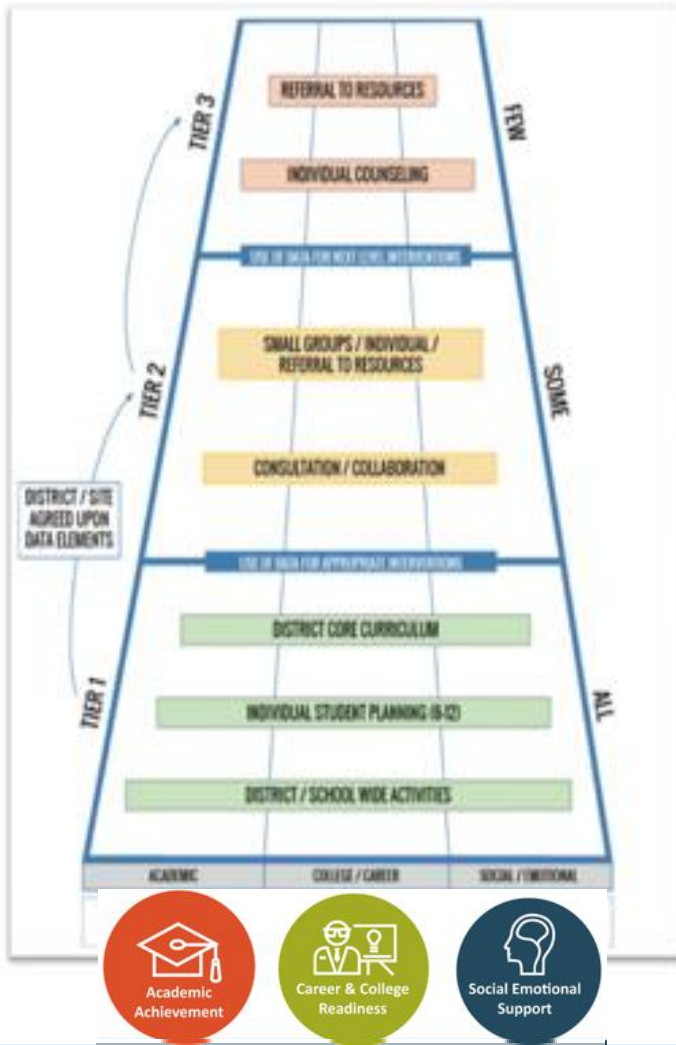 TIER 3
FEW
REFERRAL TO RESOURCES
INDIVIDUAL COUNSELING
USE OF DATA FOR NEXT LEVEL INTERVENTIONS
TIER 2
SOME
SMALL GROUPS / INDIVIDUAL /
REFERRAL TO RESOURCES
CONSULTATION / COLLABORATION
DISTRICT / SITE
AGREED UPON
DATA ELEMENTS
USE OF DATA FOR APPROPRIATE INTERVENTIONS
TIER 1
ALL
DISTRICT CORE CURRICULUM
INDIVIDUAL STUDENT PLANNING
DISTRICT / SCHOOL WIDE ACTIVITIES
ACADEMIC
COLLEGE / CAREER
SOCIAL / EMOTIONAL
Academic
Achievement
Career & College
Readiness
Social Emotional
Support